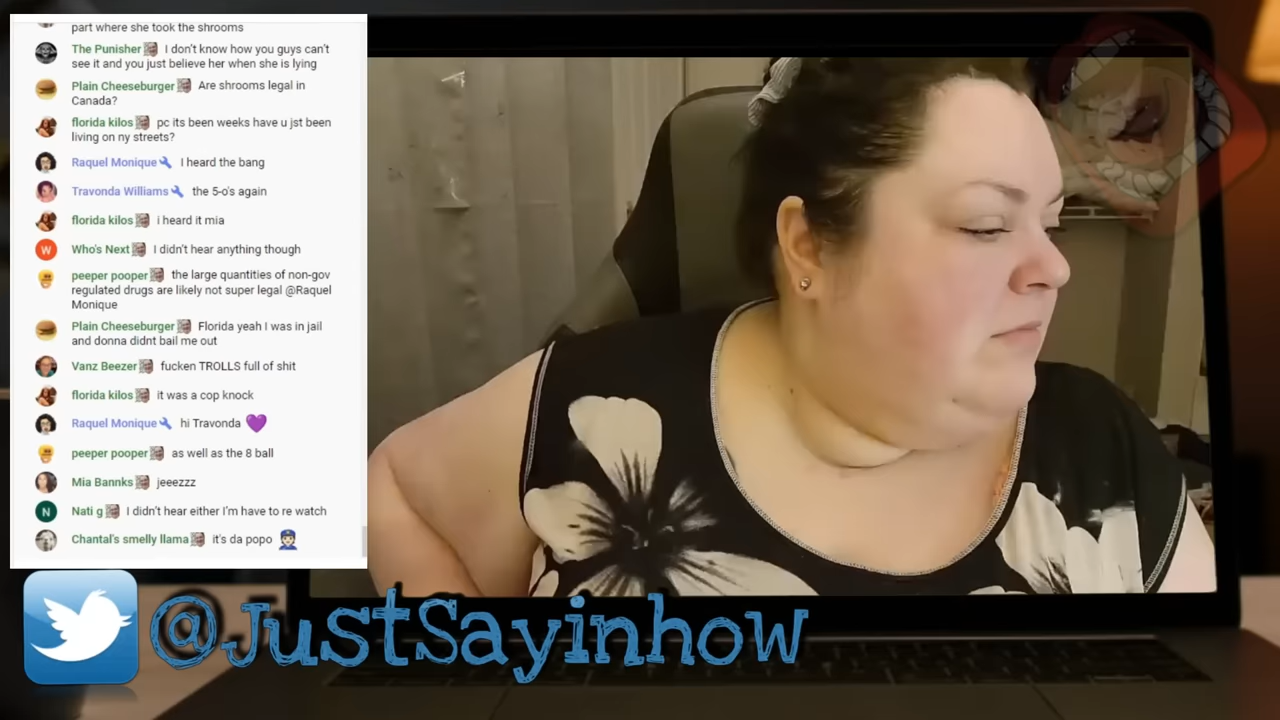 part where she took the shrooms
The Punisher I don't know how you guys can't
see it and you just believe her when she is lying
Plain Cheeseburger Are shrooms legal in
Canada?
florida kilos pc its been weeks have u jst been
living on ny streets?
Raquel Monique I heard the bang
Travonda Williams the 5-o's again
florida kilos i heard it mia
W Who's Next I didn't hear anything though
peeper pooper the large quantities of non-gov
regulated drugs are likely not super legal @Raquel
Monique
Plain Cheeseburger Florida yeah I was in jail
and donna didnt bail me out
Vanz Beezer fucken TROLLS full of shit
florida kilos it was a cop knock
Raquel Monique hi Travonda 💜
peeper pooper as well as the 8 ball
Mia Bannks jeeezzz
N Nati g I didn't hear either I'm have to re watch
Chantal's smelly llama it's da popo 👮
@JustSayinhow